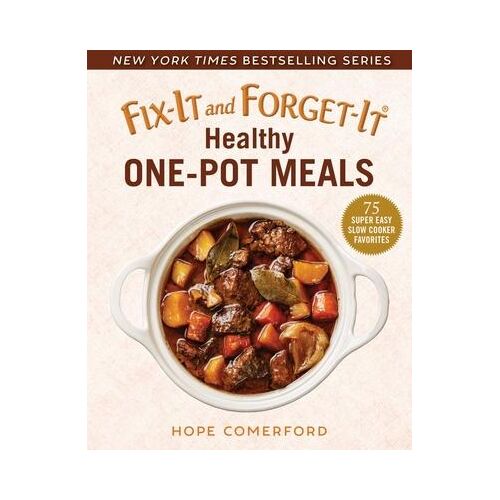 NEW YORK TIMES BESTSELLING SERIES
FIX-IT AND FORGET-IT®
Healthy
ONE-POT MEALS
75
SUPER EASY
SLOW COOKER
FAVORITES
HOPE COMERFORD